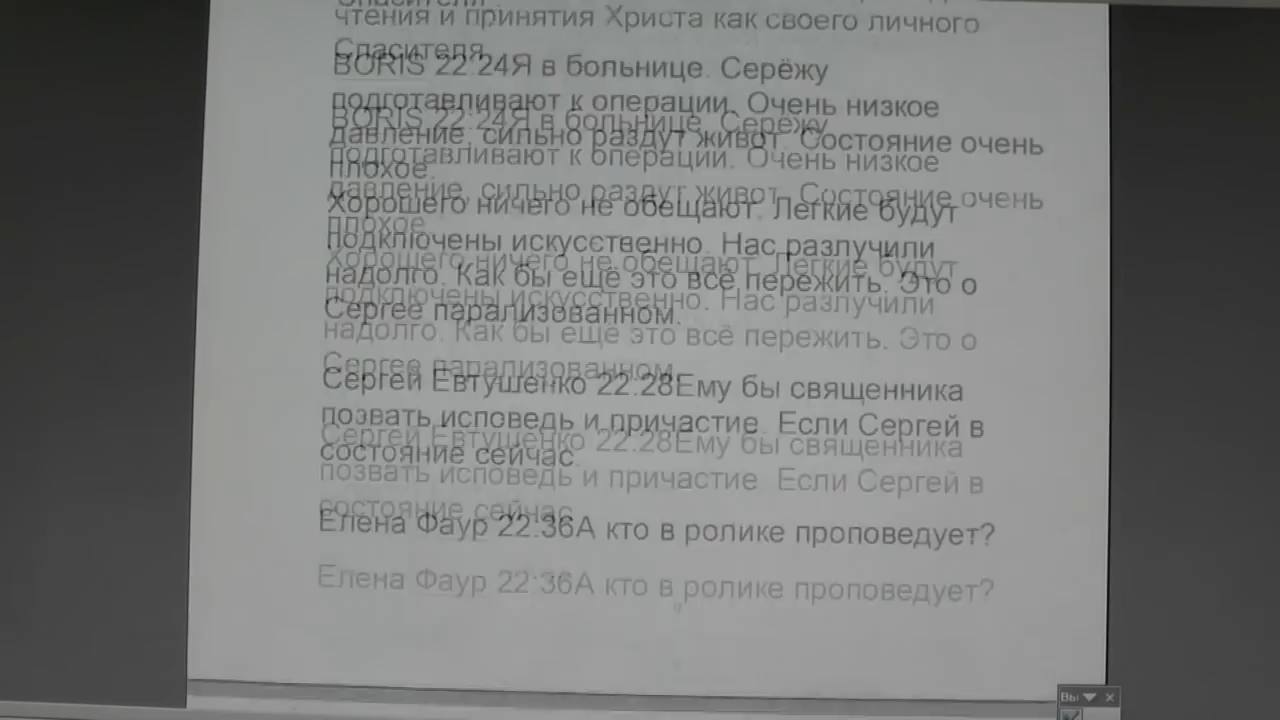 Спасителя
чтения и принятия Христа как своего личного
Спасителя.
BORIS 22:24Я в больнице. Серёжу
подготавливают к операции. Очень низкое
давление, сильно раздут живот. Состояние очень
плохое.
Хорошего ничего не обещают. Легкие будут
подключены искусственно. Нас разлучили
надолго. Как бы ещё это всё пережить. Это о
Сергее парализованном.
Сергей Евтушенко 22:28Ему бы священника
позвать исповедь и причастие. Если Сергей в
состояние сейчас.
Елена Фаур 22:36А кто в ролике проповедует?
Вы